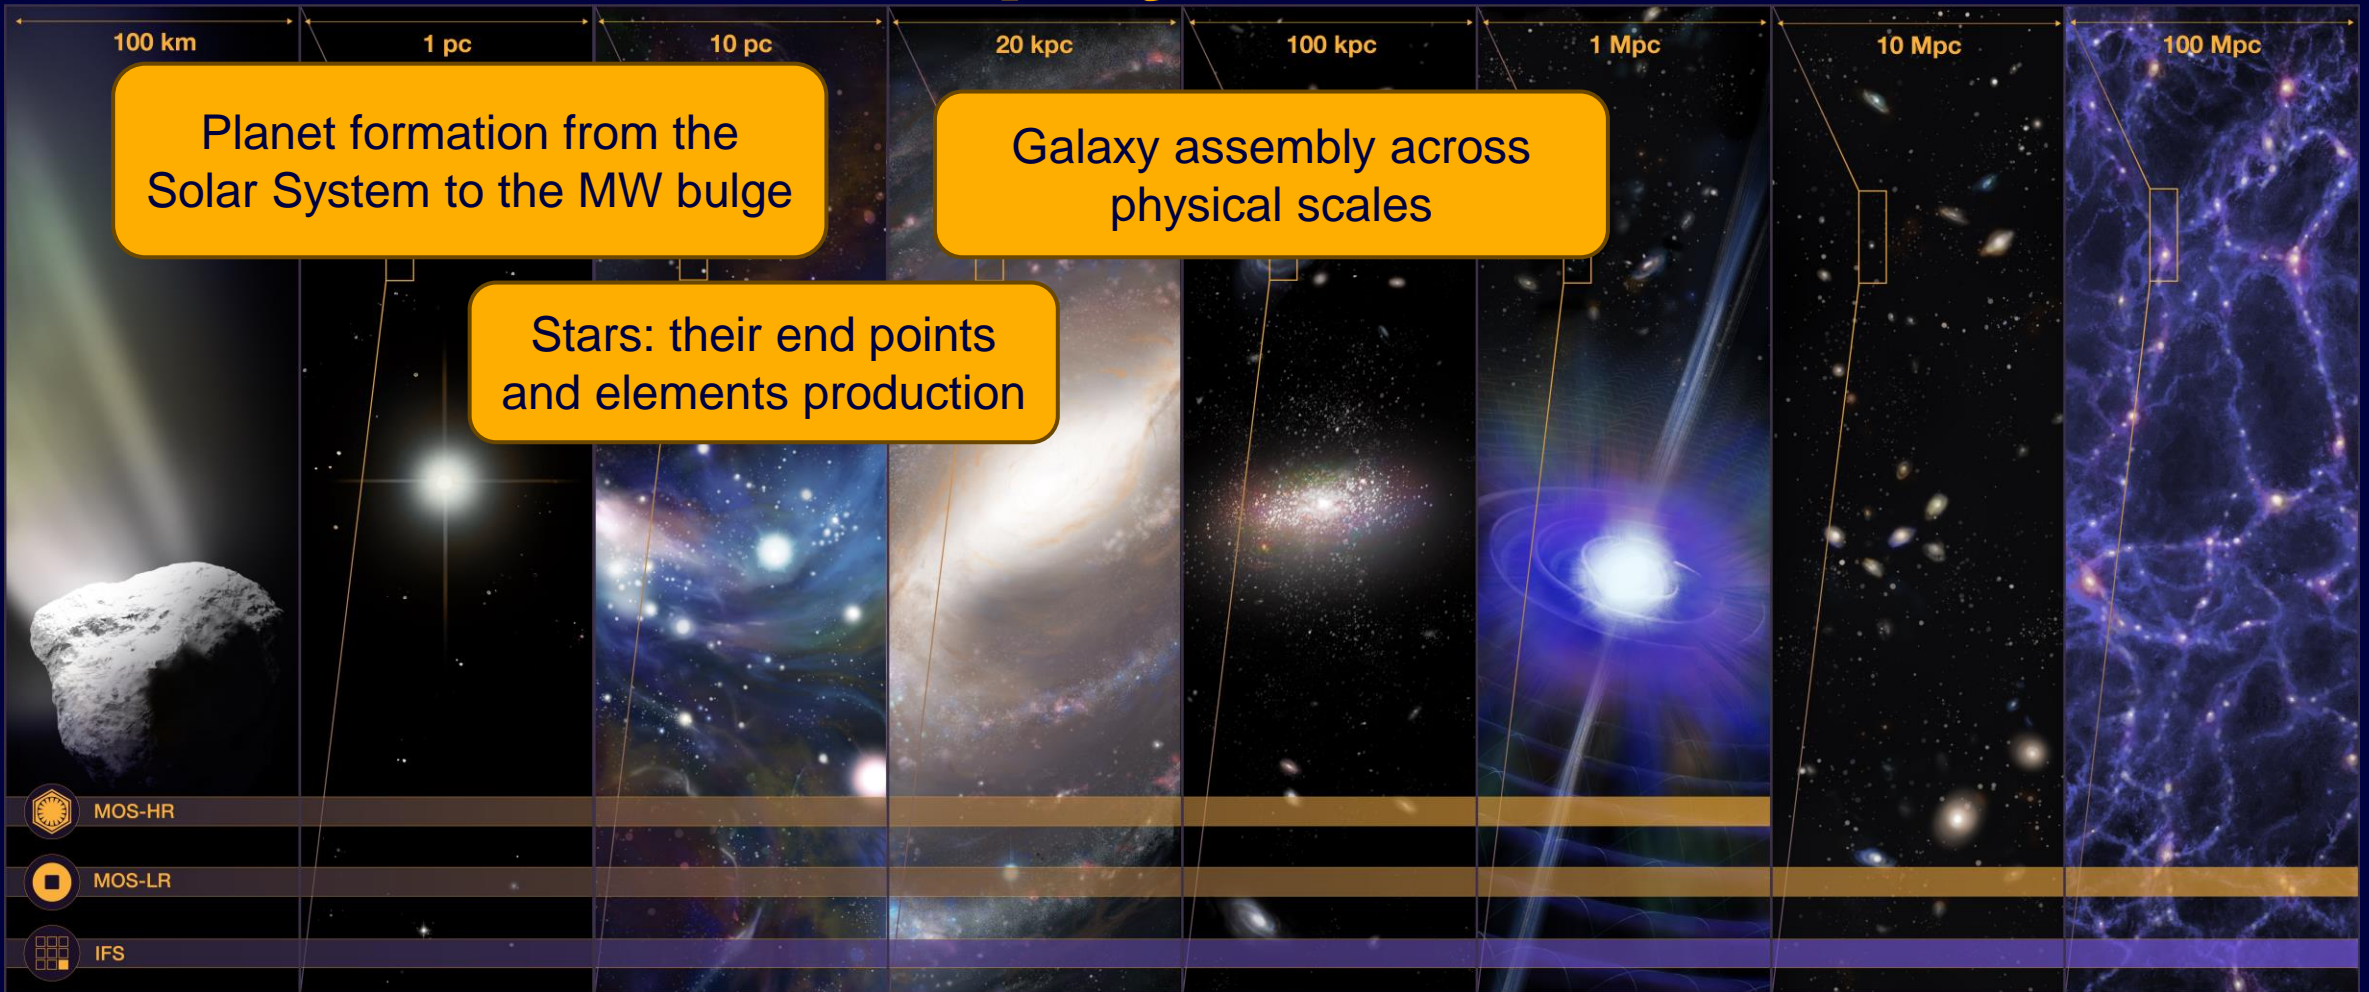 100 km
1 pc
10 pc
20 kpc
100 kpc
1 Mpc
10 Mpc
100 Mpc
Planet formation from the
Solar System to the MW bulge
Galaxy assembly across
physical scales
Stars: their end points
and elements production
MOS-HR
MOS-LR
IFS